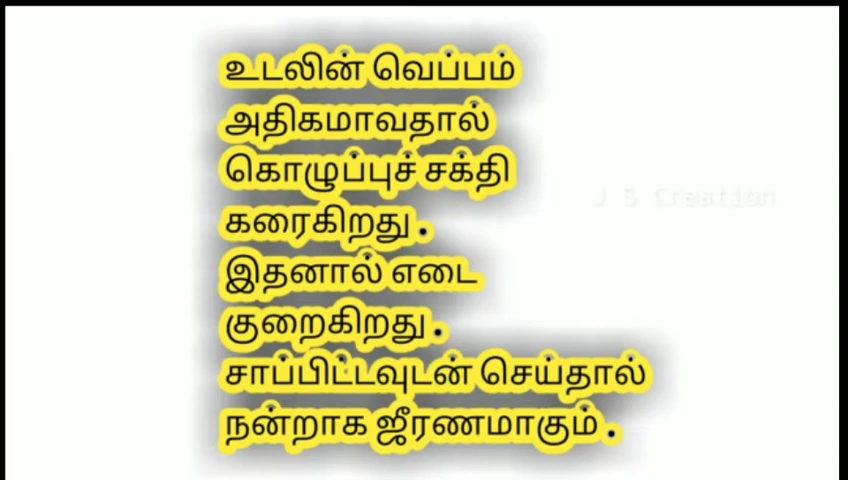 உடலின் வெப்பம்
அதிகமாவதால்
கொழுப்புச் சக்தி
கரைகிறது .
இதனால் எடை
குறைகிறது .
சாப்பிட்டவுடன் செய்தால்
நன்றாக ஜீரணமாகும் .
J S Creation